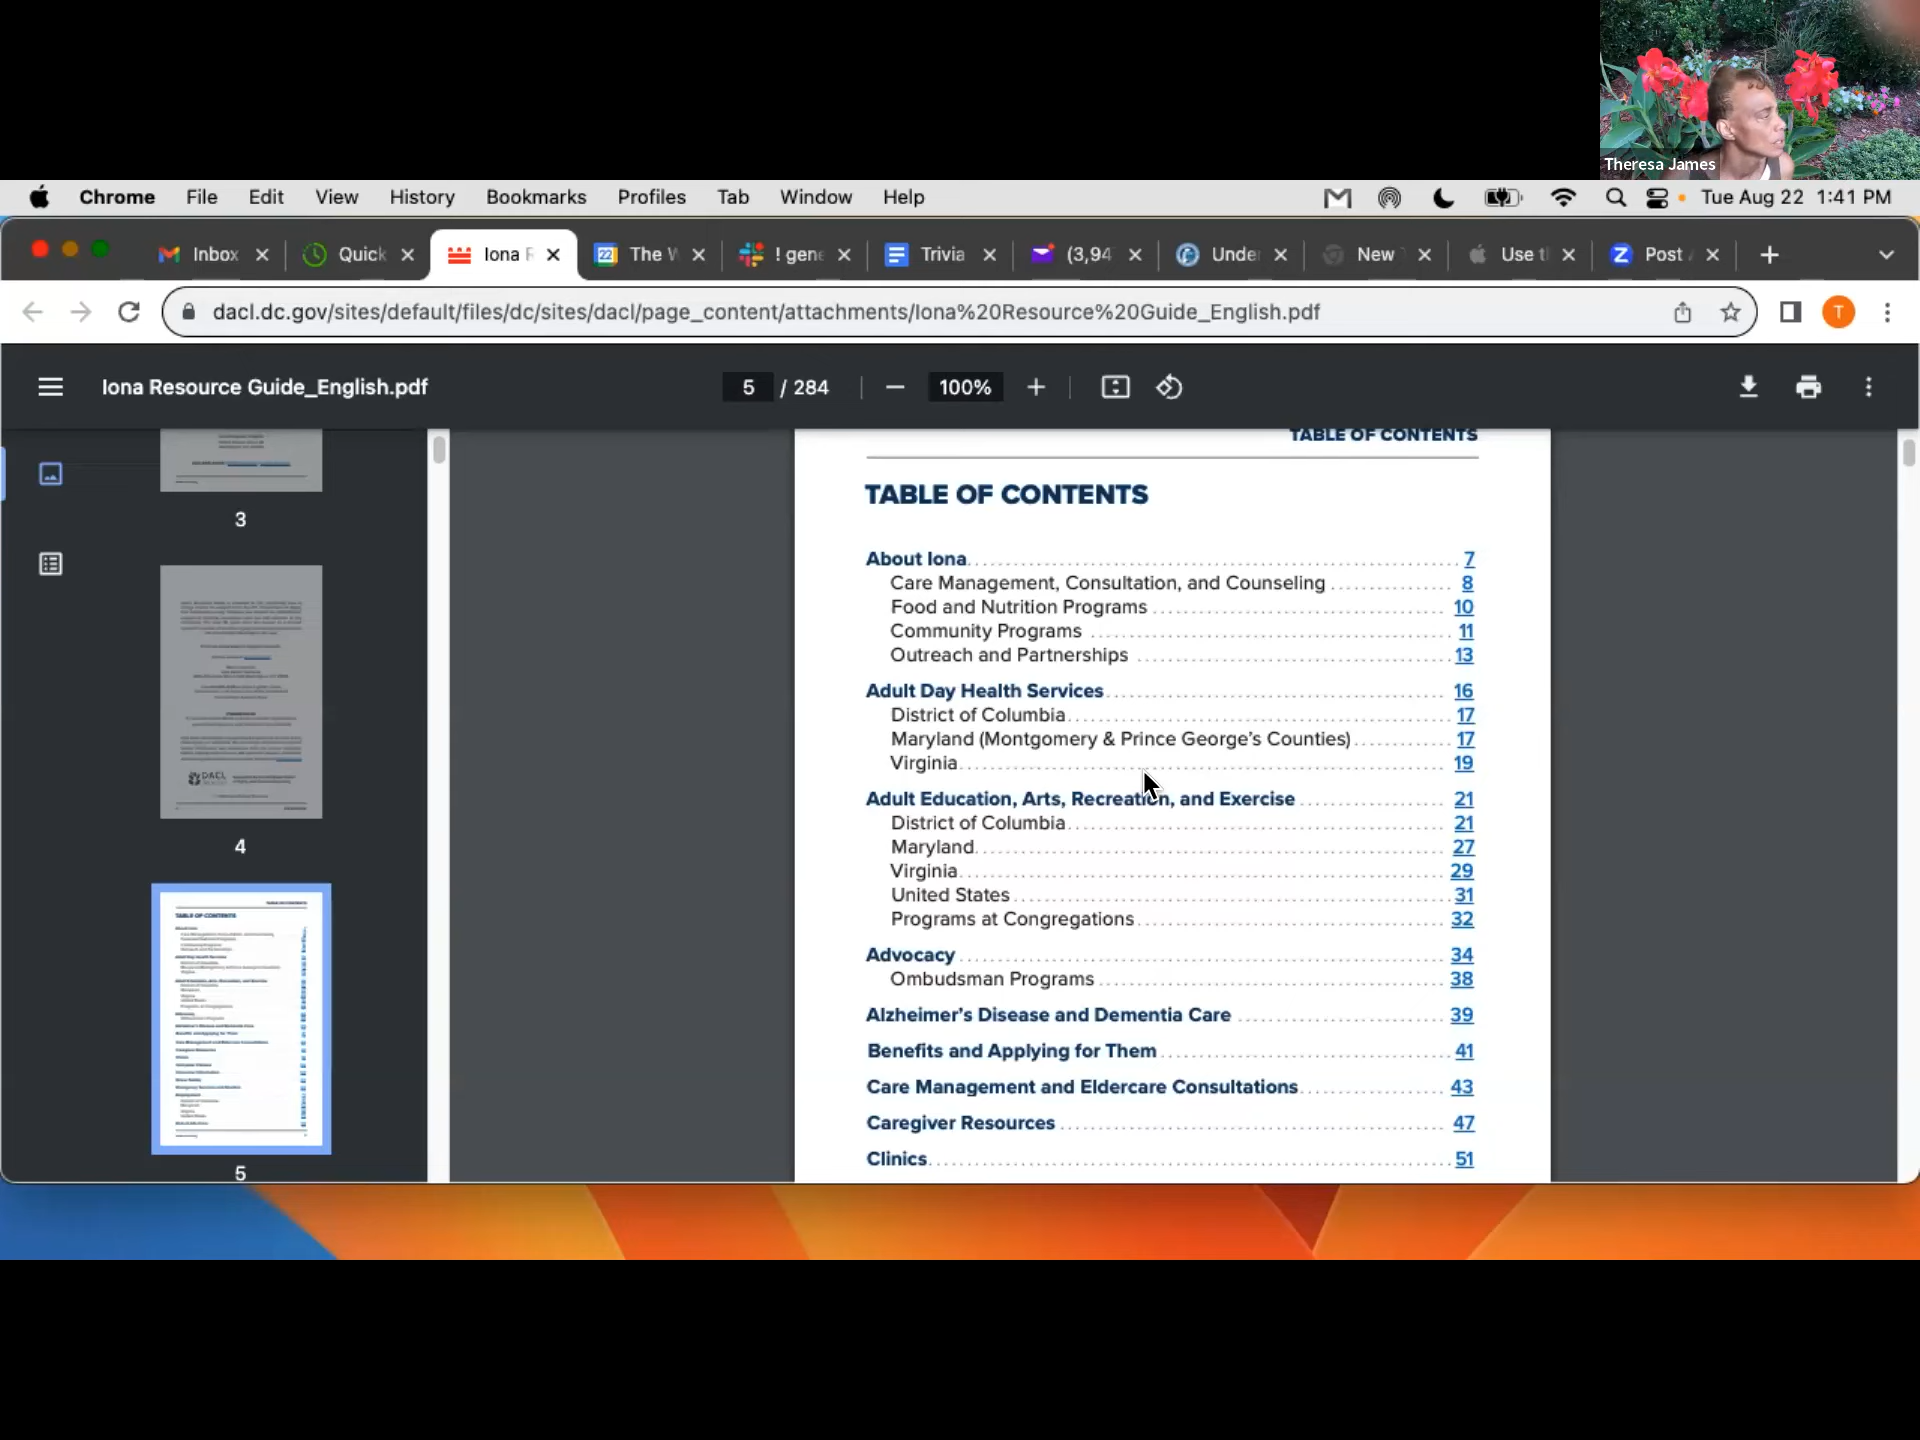 Theresa James
Chrome File Edit View History Bookmarks Profiles Tab Window Help Tue Aug 22 1:41 PM
Inbox Quick Iona R 22 The W ! gene Trivia (3,94 Unde New Use t Z Post
dacl.dc.gov/sites/default/files/dc/sites/dacl/page_content/attachments/Iona%20Resource%20Guide_English.pdf T
Iona Resource Guide_English.pdf 5 / 284 100%
TABLE OF CONTENTS
TABLE OF CONTENTS
About Iona 7
Care Management, Consultation, and Counseling 8
Food and Nutrition Programs 10
Community Programs 11
Outreach and Partnerships 13
Adult Day Health Services 16
District of Columbia 17
Maryland (Montgomery & Prince George's Counties) 17
Virginia 19
Adult Education, Arts, Recreation, and Exercise 21
District of Columbia 21
Maryland 27
Virginia 29
United States 31
Programs at Congregations 32
Advocacy 34
Ombudsman Programs 38
Alzheimer's Disease and Dementia Care 39
Benefits and Applying for Them 41
Care Management and Eldercare Consultations 43
Caregiver Resources 47
Clinics 51
3
DACL
4
TABLE OF CONTENTS
5